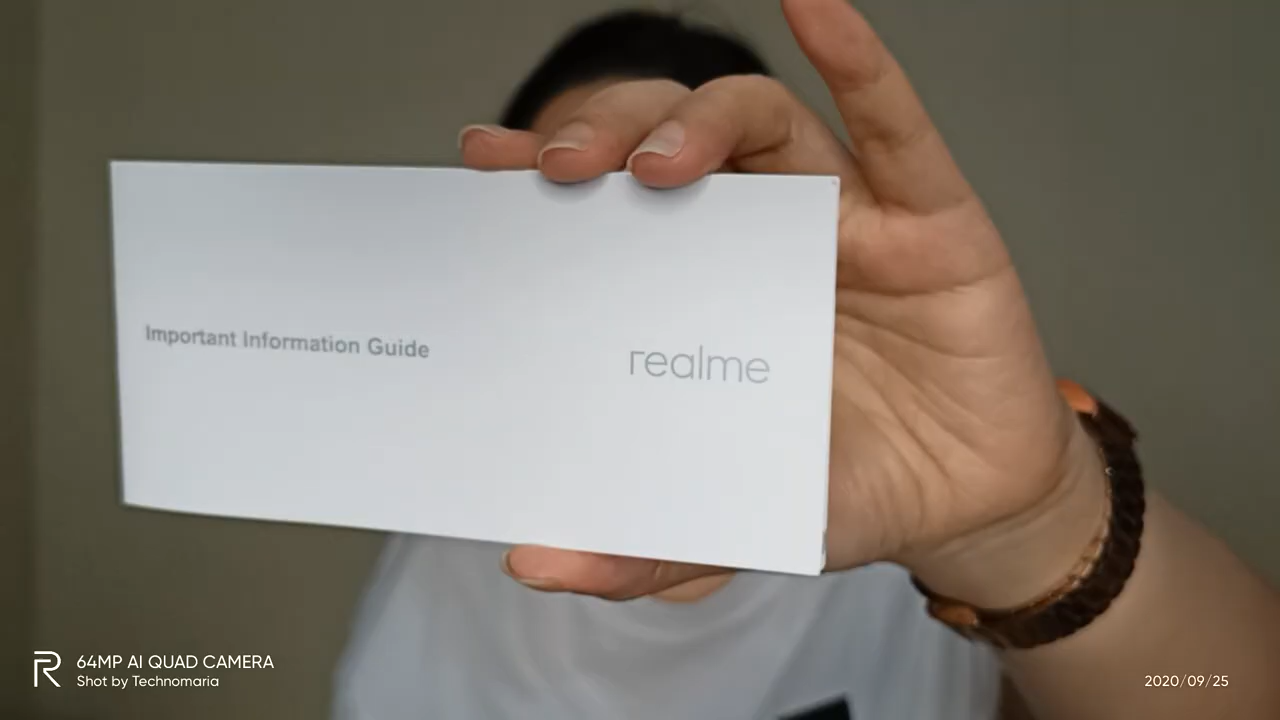 Important Information Guide
realme
64MP AI QUAD CAMERA
Shot by Technomaria
2020/09/25